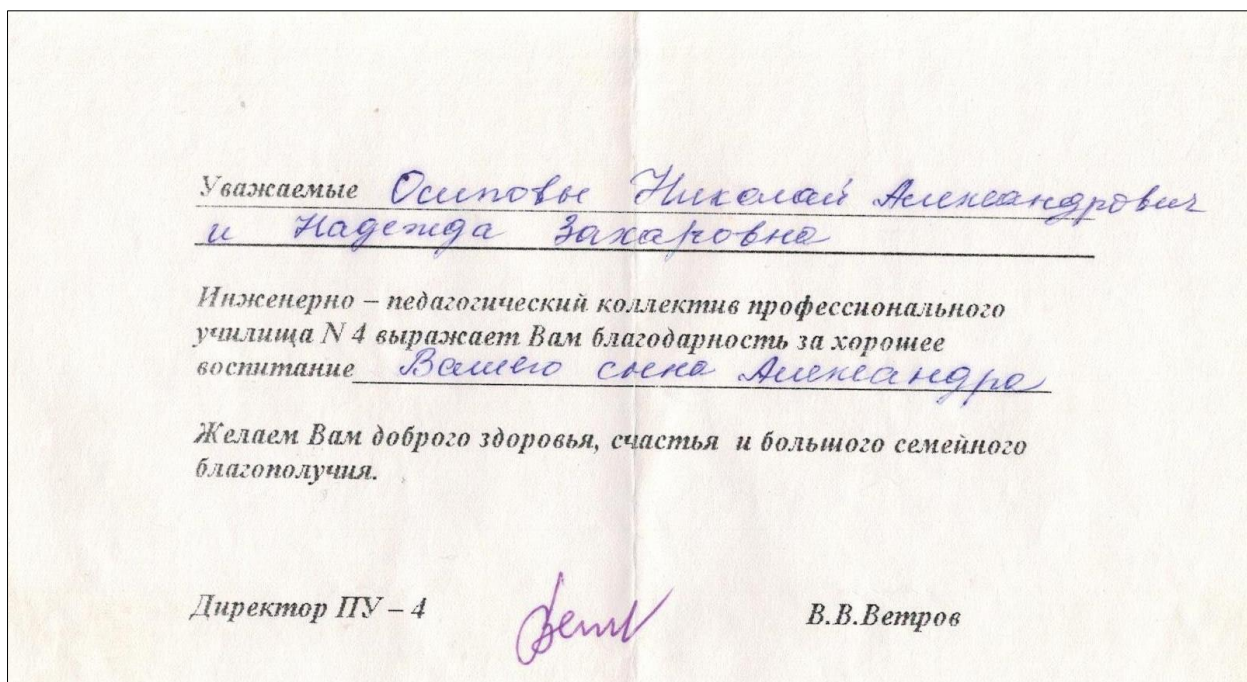 Уважаемые Осиповы Николай Александрович
и Надежда Захаровна
Инженерно – педагогический коллектив профессионального
училища N 4 выражает Вам благодарность за хорошее
воспитание Вашего сына Александра
Желаем Вам доброго здоровья, счастья и большого семейного
благополучия.
Директор ПУ – 4 В.В.Ветров